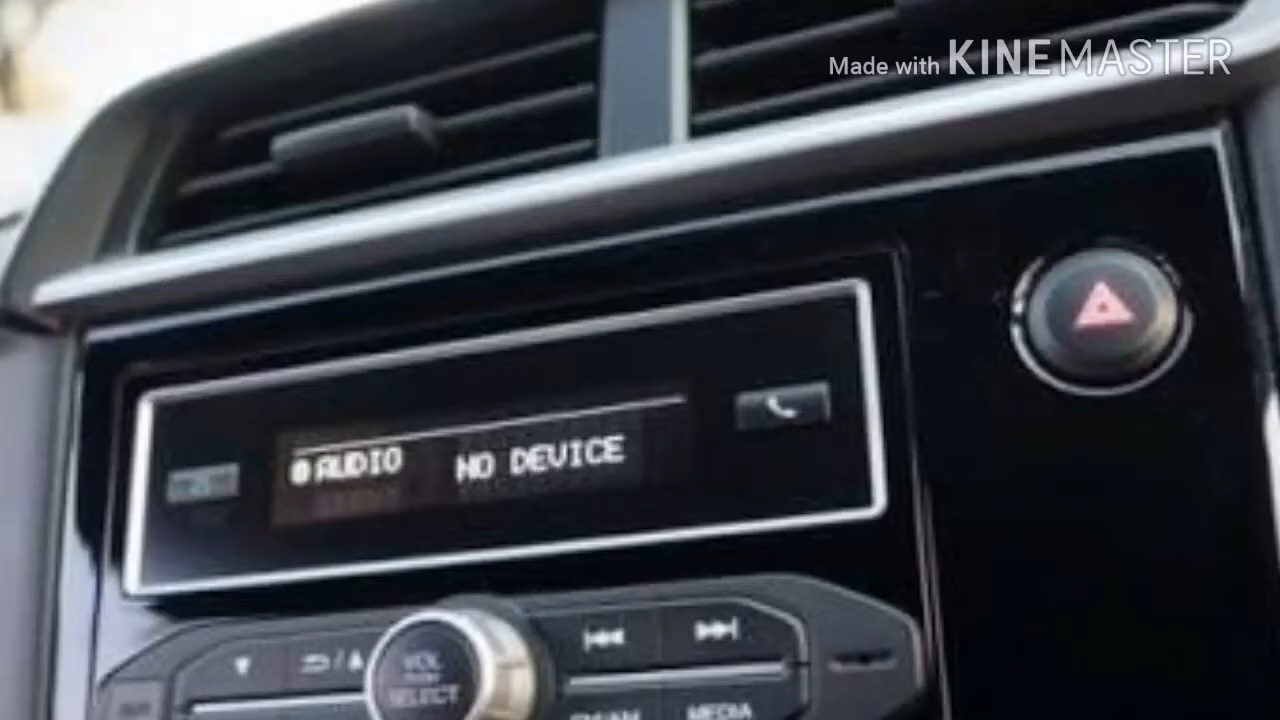 Made with KINEMASTER
AUDIO NO DEVICE
VOL
SELECT
MEDIA